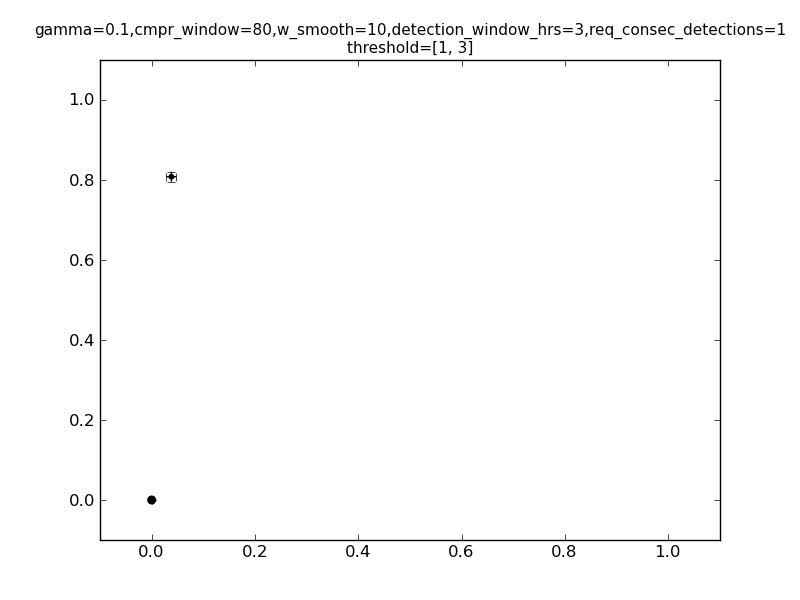 gamma=0.1,cmpr_window=80,w_smooth=10,detection_window_hrs=3,req_consec_detections=1
threshold=[1, 3]
1.0
0.8
0.6
0.4
0.2
0.0
0.0 0.2 0.4 0.6 0.8 1.0